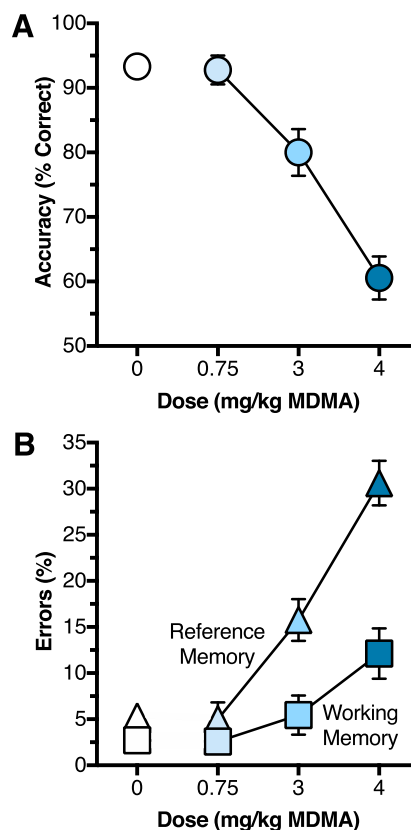 A
100
90
80
70
60
50
Accuracy (% Correct)
0 0.75 3 4
Dose (mg/kg MDMA)
B
35
30
25
20
15
10
5
0
Errors (%)
Reference
Memory
Working
Memory
0 0.75 3 4
Dose (mg/kg MDMA)